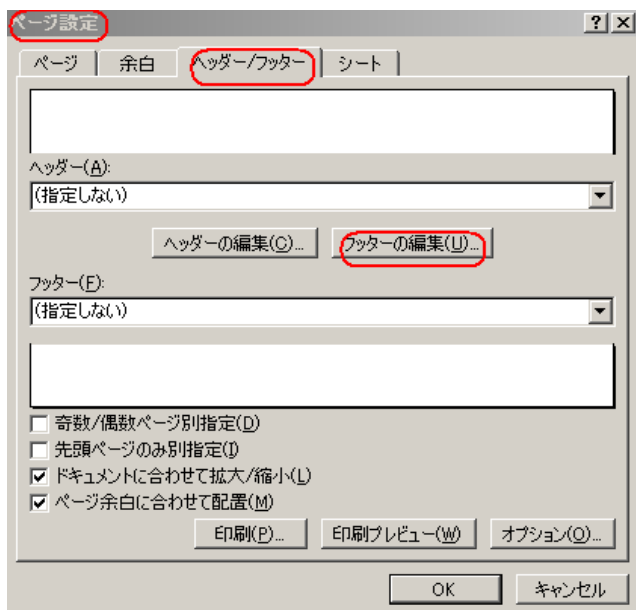 ページ設定
ページ 余白 ヘッダー/フッター シート
ヘッダー(A):
(指定しない)
ヘッダーの編集(C)... フッターの編集(U)...
フッター(F):
(指定しない)
奇数/偶数ページ別指定(D)
先頭ページのみ別指定(I)
ドキュメントに合わせて拡大/縮小(L)
ページ余白に合わせて配置(M)
印刷(P)... 印刷プレビュー(W) オプション(O)...
OK キャンセル